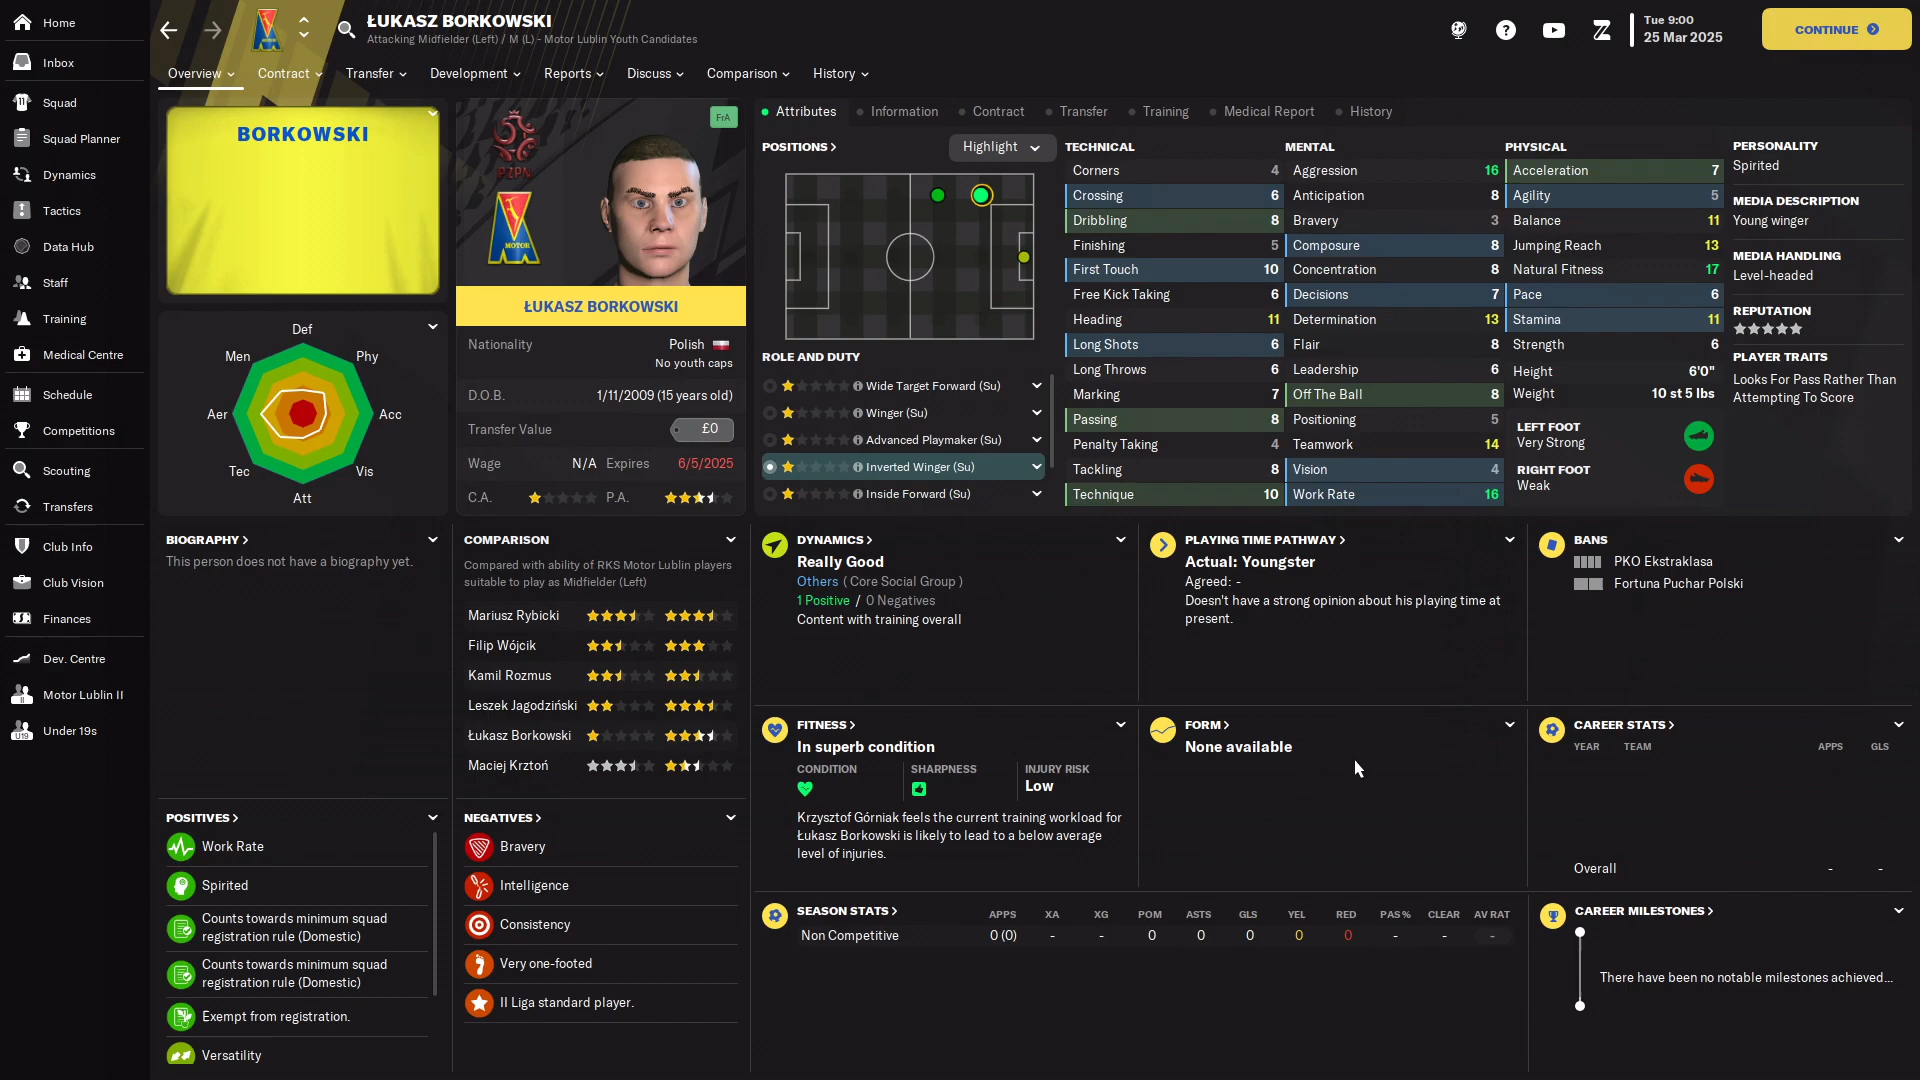 Home
Inbox
Squad
Squad Planner
Dynamics
Tactics
Data Hub
Staff
Training
Medical Centre
Schedule
Competitions
Scouting
Transfers
Club Info
Club Vision
Finances
Dev. Centre
Motor Lublin II
Under 19s
ŁUKASZ BORKOWSKI
Attacking Midfielder (Left) / M (L) - Motor Lublin Youth Candidates
Tue 9:00
25 Mar 2025
CONTINUE
Overview Contract Transfer Development Reports Discuss Comparison History
BORKOWSKI
Def
Men Phy
Aer Acc
Tec Vis
Att
PZPN
MOTOR
FrA
ŁUKASZ BORKOWSKI
Nationality Polish
No youth caps
D.O.B. 1/11/2009 (15 years old)
Transfer Value £0
Wage N/A Expires 6/5/2025
C.A. P.A.
Attributes Information Contract Transfer Training Medical Report History
POSITIONS >
Highlight
ROLE AND DUTY
Wide Target Forward (Su)
Winger (Su)
Advanced Playmaker (Su)
Inverted Winger (Su)
Inside Forward (Su)
TECHNICAL
Corners 4
Crossing 6
Dribbling 8
Finishing 5
First Touch 10
Free Kick Taking 6
Heading 11
Long Shots 6
Long Throws 6
Marking 7
Passing 8
Penalty Taking 4
Tackling 8
Technique 10
MENTAL
Aggression 16
Anticipation 8
Bravery 3
Composure 8
Concentration 8
Decisions 7
Determination 13
Flair 8
Leadership 6
Off The Ball 8
Positioning 5
Teamwork 14
Vision 4
Work Rate 16
PHYSICAL
Acceleration 7
Agility 5
Balance 11
Jumping Reach 13
Natural Fitness 17
Pace 6
Stamina 11
Strength 6
Height 6'0"
Weight 10 st 5 lbs
LEFT FOOT
Very Strong
RIGHT FOOT
Weak
PERSONALITY
Spirited
MEDIA DESCRIPTION
Young winger
MEDIA HANDLING
Level-headed
REPUTATION
PLAYER TRAITS
Looks For Pass Rather Than
Attempting To Score
BIOGRAPHY >
This person does not have a biography yet.
COMPARISON
Compared with ability of RKS Motor Lublin players
suitable to play as Midfielder (Left)
Mariusz Rybicki
Filip Wójcik
Kamil Rozmus
Leszek Jagodziński
Łukasz Borkowski
Maciej Krztoń
DYNAMICS >
Really Good
Others ( Core Social Group )
1 Positive / 0 Negatives
Content with training overall
PLAYING TIME PATHWAY >
Actual: Youngster
Agreed: -
Doesn't have a strong opinion about his playing time at
present.
BANS
PKO Ekstraklasa
Fortuna Puchar Polski
FITNESS >
In superb condition
CONDITION SHARPNESS INJURY RISK
Low
Krzysztof Górniak feels the current training workload for
Łukasz Borkowski is likely to lead to a below average
level of injuries.
FORM >
None available
CAREER STATS >
YEAR TEAM APPS GLS
Overall - -
POSITIVES >
Work Rate
Spirited
Counts towards minimum squad
registration rule (Domestic)
Counts towards minimum squad
registration rule (Domestic)
Exempt from registration.
Versatility
NEGATIVES >
Bravery
Intelligence
Consistency
Very one-footed
II Liga standard player.
SEASON STATS > APPS XA XG POM ASTS GLS YEL RED PAS % CLEAR AV RAT
Non Competitive 0 (0) - - 0 0 0 0 0 - - -
CAREER MILESTONES >
There have been no notable milestones achieved...